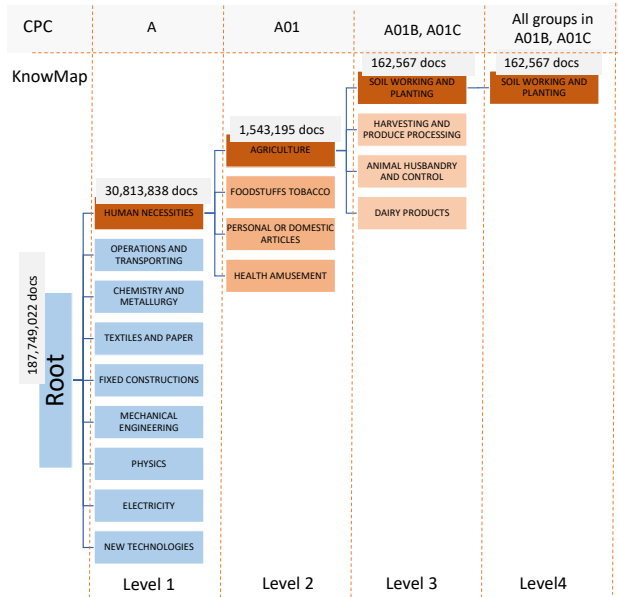 CPC
A
A01
A01B, A01C
All groups in
A01B, A01C
KnowMap
162,567 docs
162,567 docs
SOIL WORKING AND
PLANTING
SOIL WORKING AND
PLANTING
1,543,195 docs
HARVESTING AND
PRODUCE PROCESSING
AGRICULTURE
ANIMAL HUSBANDRY
AND CONTROL
30,813,838 docs
FOODSTUFFS TOBACCO
HUMAN NECESSITIES
DAIRY PRODUCTS
PERSONAL OR DOMESTIC
ARTICLES
OPERATIONS AND
TRANSPORTING
HEALTH AMUSEMENT
CHEMISTRY AND
METALLURGY
187,749,022 docs
Root
TEXTILES AND PAPER
FIXED CONSTRUCTIONS
MECHANICAL
ENGINEERING
PHYSICS
ELECTRICITY
NEW TECHNOLOGIES
Level 1
Level 2
Level 3
Level4